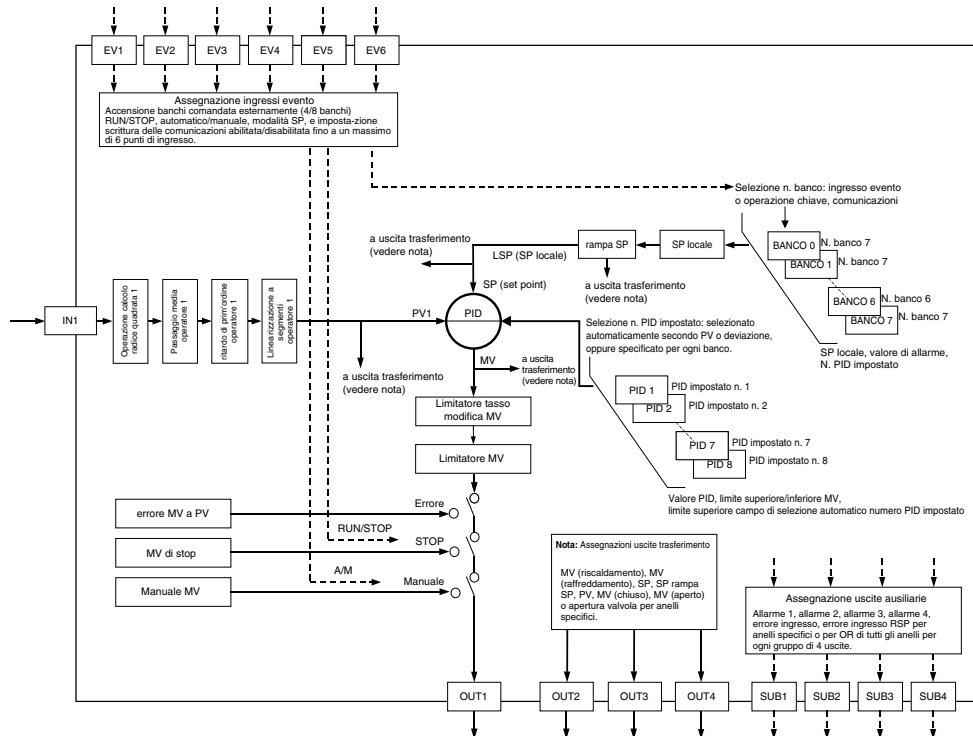 EV1
EV2
EV3
EV4
EV5
EV6
Assegnazione ingressi evento
Accensione banchi comandata esternamente (4/8 banchi)
RUN/STOP, automatico/manuale, modalità SP, e imposta-zione
scrittura delle comunicazioni abilitata/disabilitata fino a un massimo
di 6 punti di ingresso.
Selezione n. banco: ingresso evento
o operazione chiave, comunicazioni
BANCO 0
N. banco 7
BANCO 1
N. banco 7
BANCO 6
N. banco 6
BANCO 7
N. banco 7
SP locale, valore di allarme,
N. PID impostato
a uscita trasferimento
(vedere nota)
LSP (SP locale)
rampa SP
SP locale
SP (set point)
a uscita trasferimento
(vedere nota)
IN1
Operazione calcolo
radice quadrata 1
Passaggio media
operatore 1
ritardo di prim'ordine
operatore 1
Linearizzazione a
segmenti
operatore 1
PV1
PID
a uscita trasferimento
(vedere nota)
MV
a uscita
trasferimento
(vedere nota)
Selezione n. PID impostato: selezionato
automaticamente secondo PV o deviazione,
oppure specificato per ogni banco.
PID 1
PID impostato n. 1
PID 2
PID impostato n. 2
PID 7
PID impostato n. 7
PID 8
PID impostato n. 8
Valore PID, limite superiore/inferiore MV,
limite superiore campo di selezione automatico numero PID impostato
Limitatore tasso
modifica MV
Limitatore MV
errore MV a PV
Errore
RUN/STOP
MV di stop
STOP
A/M
Manuale MV
Manuale
Nota: Assegnazioni uscite trasferimento
MV (riscaldamento), MV
(raffreddamento), SP, SP rampa
SP, PV, MV (chiuso), MV (aperto)
o apertura valvola per anelli
specifici.
Assegnazione uscite ausiliarie
Allarme 1, allarme 2, allarme 3, allarme 4,
errore ingresso, errore ingresso RSP per
anelli specifici o per OR di tutti gli anelli per
ogni gruppo di 4 uscite.
OUT1
OUT2
OUT3
OUT4
SUB1
SUB2
SUB3
SUB4